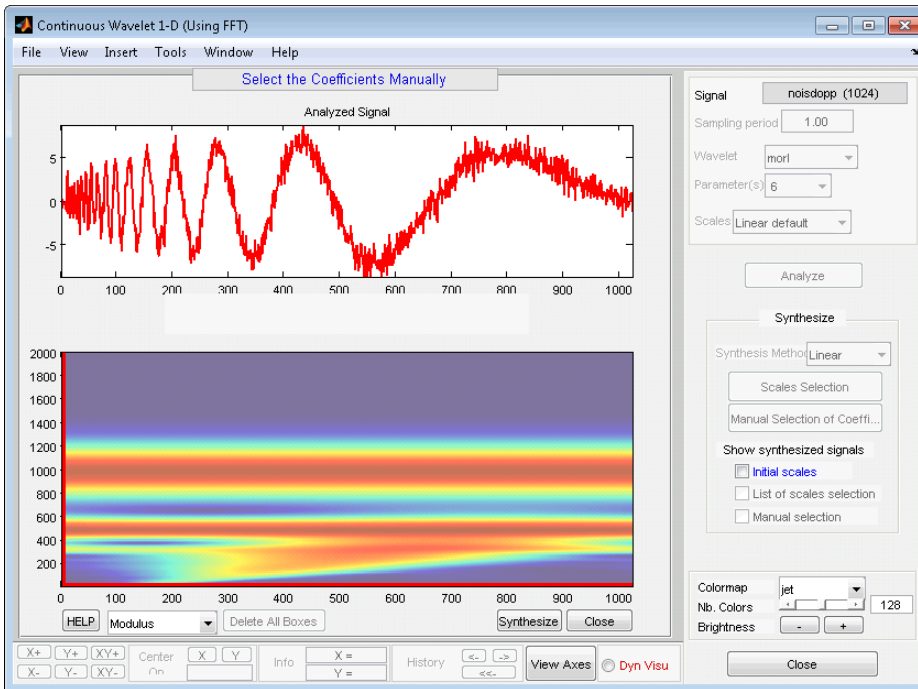 Continuous Wavelet 1-D (Using FFT)
File View Insert Tools Window Help
Select the Coefficients Manually
Analyzed Signal
5
0
-5
0 100 200 300 400 500 600 700 800 900 1000
2000
1800
1600
1400
1200
1000
800
600
400
200
0 100 200 300 400 500 600 700 800 900 1000
HELP Modulus Delete All Boxes Synthesize Close
Signal noisdopp (1024)
Sampling period 1.00
Wavelet morl
Parameter(s) 6
Scales Linear default
Analyze
Synthesize
Synthesis Method Linear
Scales Selection
Manual Selection of Coeffi...
Show synthesized signals
Initial scales
List of scales selection
Manual selection
Colormap jet
Nb. Colors 128
Brightness - +
X+ Y+ XY+
X- Y- XY-
Center On X Y
Info X =
Y =
History <- ->
<<-
View Axes
Dyn Visu
Close